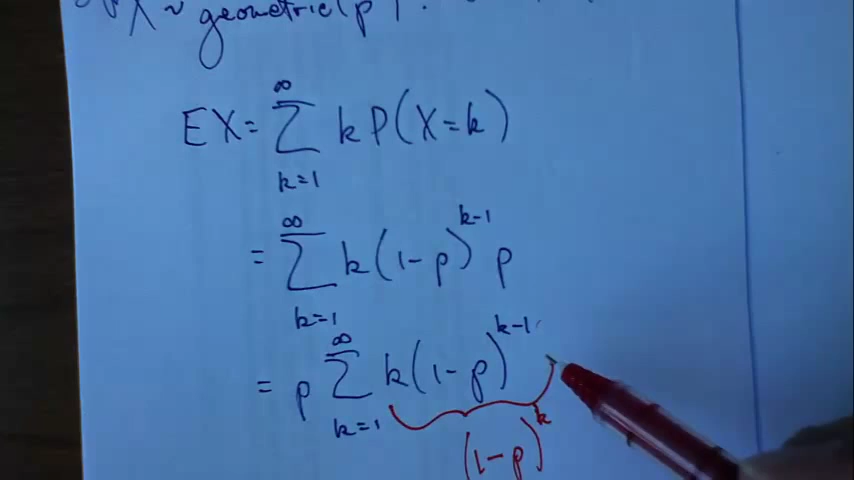 X ~ geometric(p).
EX = ∑_{k=1}^{∞} k P(X=k)
= ∑_{k=1}^{∞} k(1-p)^{k-1} p
= p ∑_{k=1}^{∞} k(1-p)^{k-1}
(1-p)^k